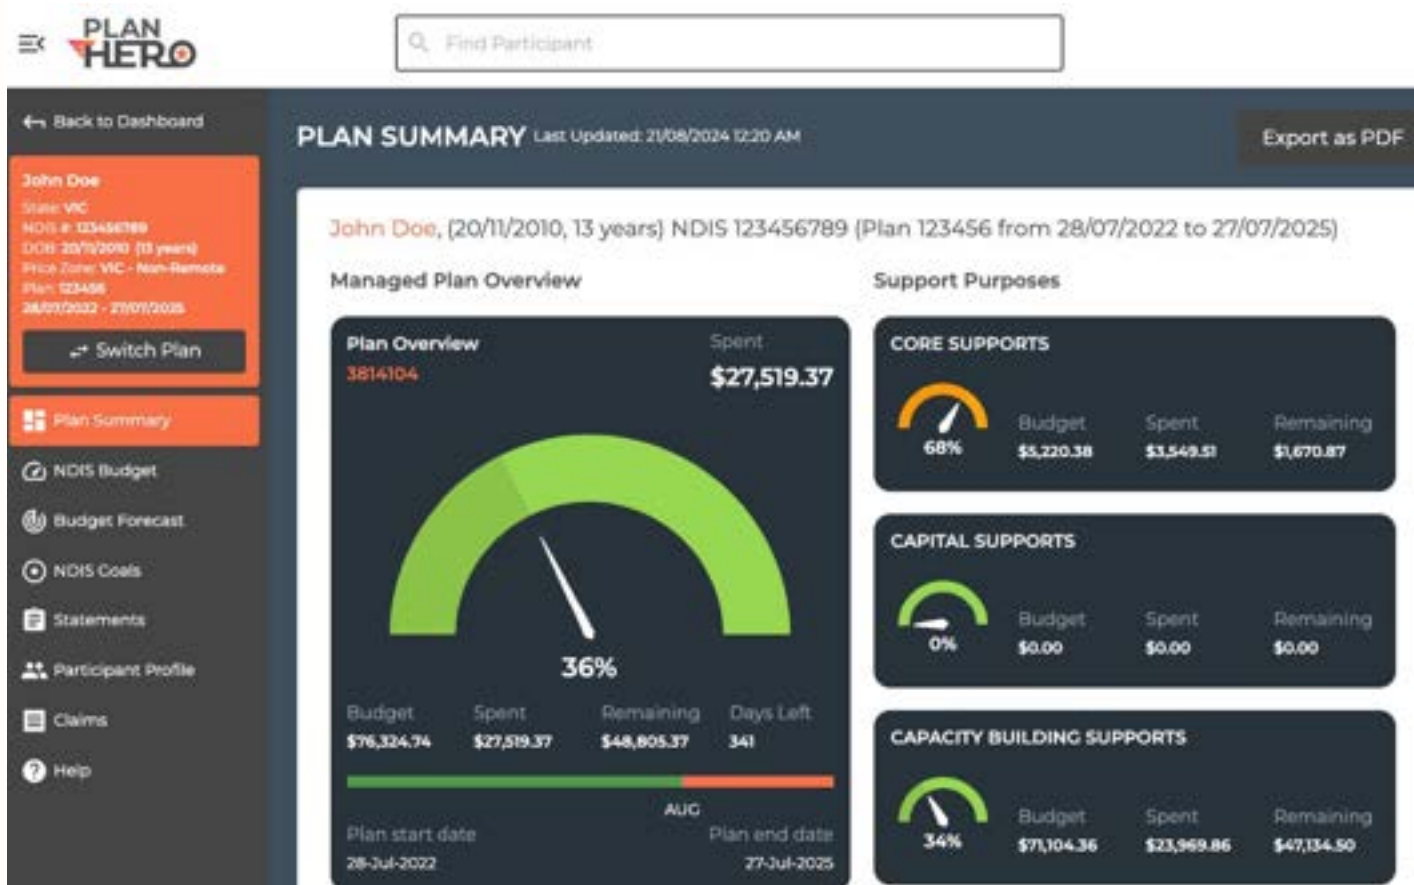 PLAN
HERO
Find Participant
Back to Dashboard
John Doe
State: VIC
NDIS #: 123456789
DOB: 20/11/2010 (13 years)
Price Zone: VIC - Non-Remote
Plan: 123456
28/07/2022 - 27/07/2025
Switch Plan
Plan Summary
NDIS Budget
Budget Forecast
NDIS Goals
Statements
Participant Profile
Claims
Help
PLAN SUMMARY Last Updated: 21/08/2024 12:20 AM
Export as PDF
John Doe, (20/11/2010, 13 years) NDIS 123456789 (Plan 123456 from 28/07/2022 to 27/07/2025)
Managed Plan Overview
Plan Overview
Spent
3814104
$27,519.37
36%
Budget Spent Remaining Days Left
$76,324.74 $27,519.37 $48,805.37 341
AUG
Plan start date Plan end date
28-Jul-2022 27-Jul-2025
Support Purposes
CORE SUPPORTS
68%
Budget Spent Remaining
$5,220.38 $3,549.51 $1,670.87
CAPITAL SUPPORTS
0%
Budget Spent Remaining
$0.00 $0.00 $0.00
CAPACITY BUILDING SUPPORTS
34%
Budget Spent Remaining
$71,104.36 $23,969.86 $47,134.50